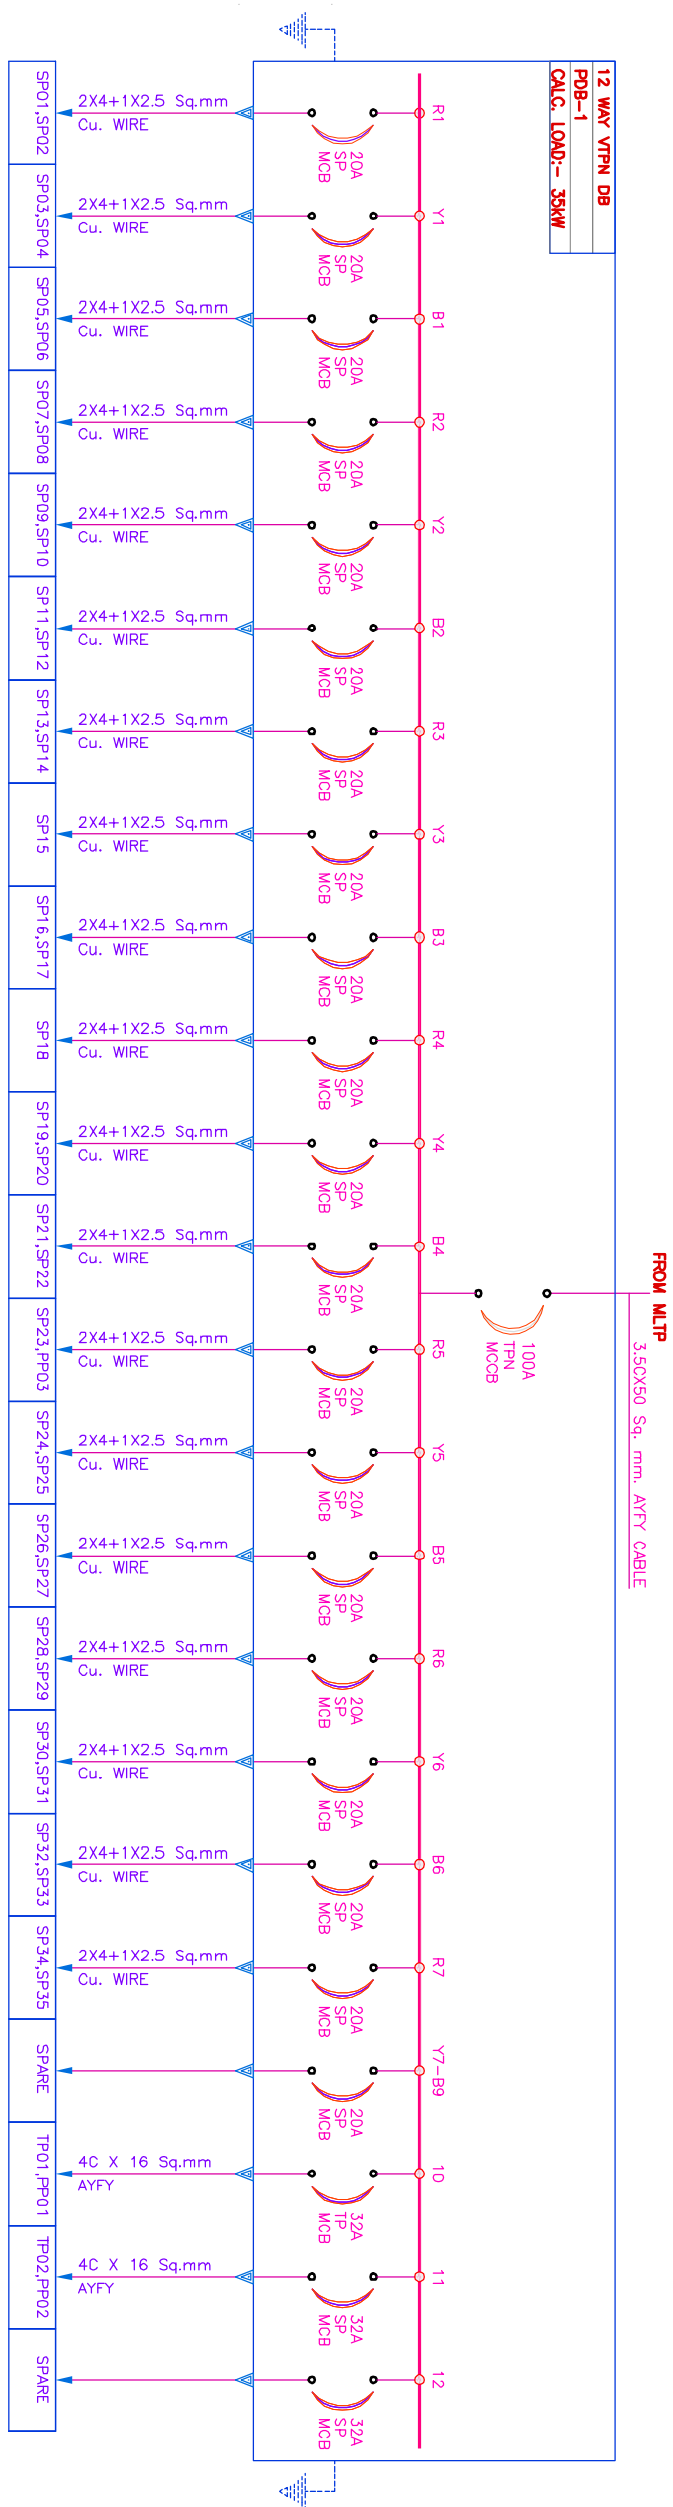 12 WAY VTPN DB
PDB-1
CALC. LOAD:- 35KW
FROM MLTP
3.5CX50 Sq. mm. AYFY CABLE
100A
TPN
MCCB
R1
20A
SP
MCB
2X4+1X2.5 Sq.mm
Cu. WIRE
SP01,SP02
Y1
20A
SP
MCB
2X4+1X2.5 Sq.mm
Cu. WIRE
SP03,SP04
B1
20A
SP
MCB
2X4+1X2.5 Sq.mm
Cu. WIRE
SP05,SP06
R2
20A
SP
MCB
2X4+1X2.5 Sq.mm
Cu. WIRE
SP07,SP08
Y2
20A
SP
MCB
2X4+1X2.5 Sq.mm
Cu. WIRE
SP09,SP10
B2
20A
SP
MCB
2X4+1X2.5 Sq.mm
Cu. WIRE
SP11,SP12
R3
20A
SP
MCB
2X4+1X2.5 Sq.mm
Cu. WIRE
SP13,SP14
Y3
20A
SP
MCB
2X4+1X2.5 Sq.mm
Cu. WIRE
SP15
B3
20A
SP
MCB
2X4+1X2.5 Sq.mm
Cu. WIRE
SP16,SP17
R4
20A
SP
MCB
2X4+1X2.5 Sq.mm
Cu. WIRE
SP18
Y4
20A
SP
MCB
2X4+1X2.5 Sq.mm
Cu. WIRE
SP19,SP20
B4
20A
SP
MCB
2X4+1X2.5 Sq.mm
Cu. WIRE
SP21,SP22
R5
20A
SP
MCB
2X4+1X2.5 Sq.mm
Cu. WIRE
SP23,PP03
Y5
20A
SP
MCB
2X4+1X2.5 Sq.mm
Cu. WIRE
SP24,SP25
B5
20A
SP
MCB
2X4+1X2.5 Sq.mm
Cu. WIRE
SP26,SP27
R6
20A
SP
MCB
2X4+1X2.5 Sq.mm
Cu. WIRE
SP28,SP29
Y6
20A
SP
MCB
2X4+1X2.5 Sq.mm
Cu. WIRE
SP30,SP31
B6
20A
SP
MCB
2X4+1X2.5 Sq.mm
Cu. WIRE
SP32,SP33
R7
20A
SP
MCB
2X4+1X2.5 Sq.mm
Cu. WIRE
SP34,SP35
Y7-B9
20A
SP
MCB
SPARE
10
32A
TP
MCB
4C X 16 Sq.mm
AYFY
TP01,PP01
11
32A
SP
MCB
4C X 16 Sq.mm
AYFY
TP02,PP02
12
32A
SP
MCB
SPARE